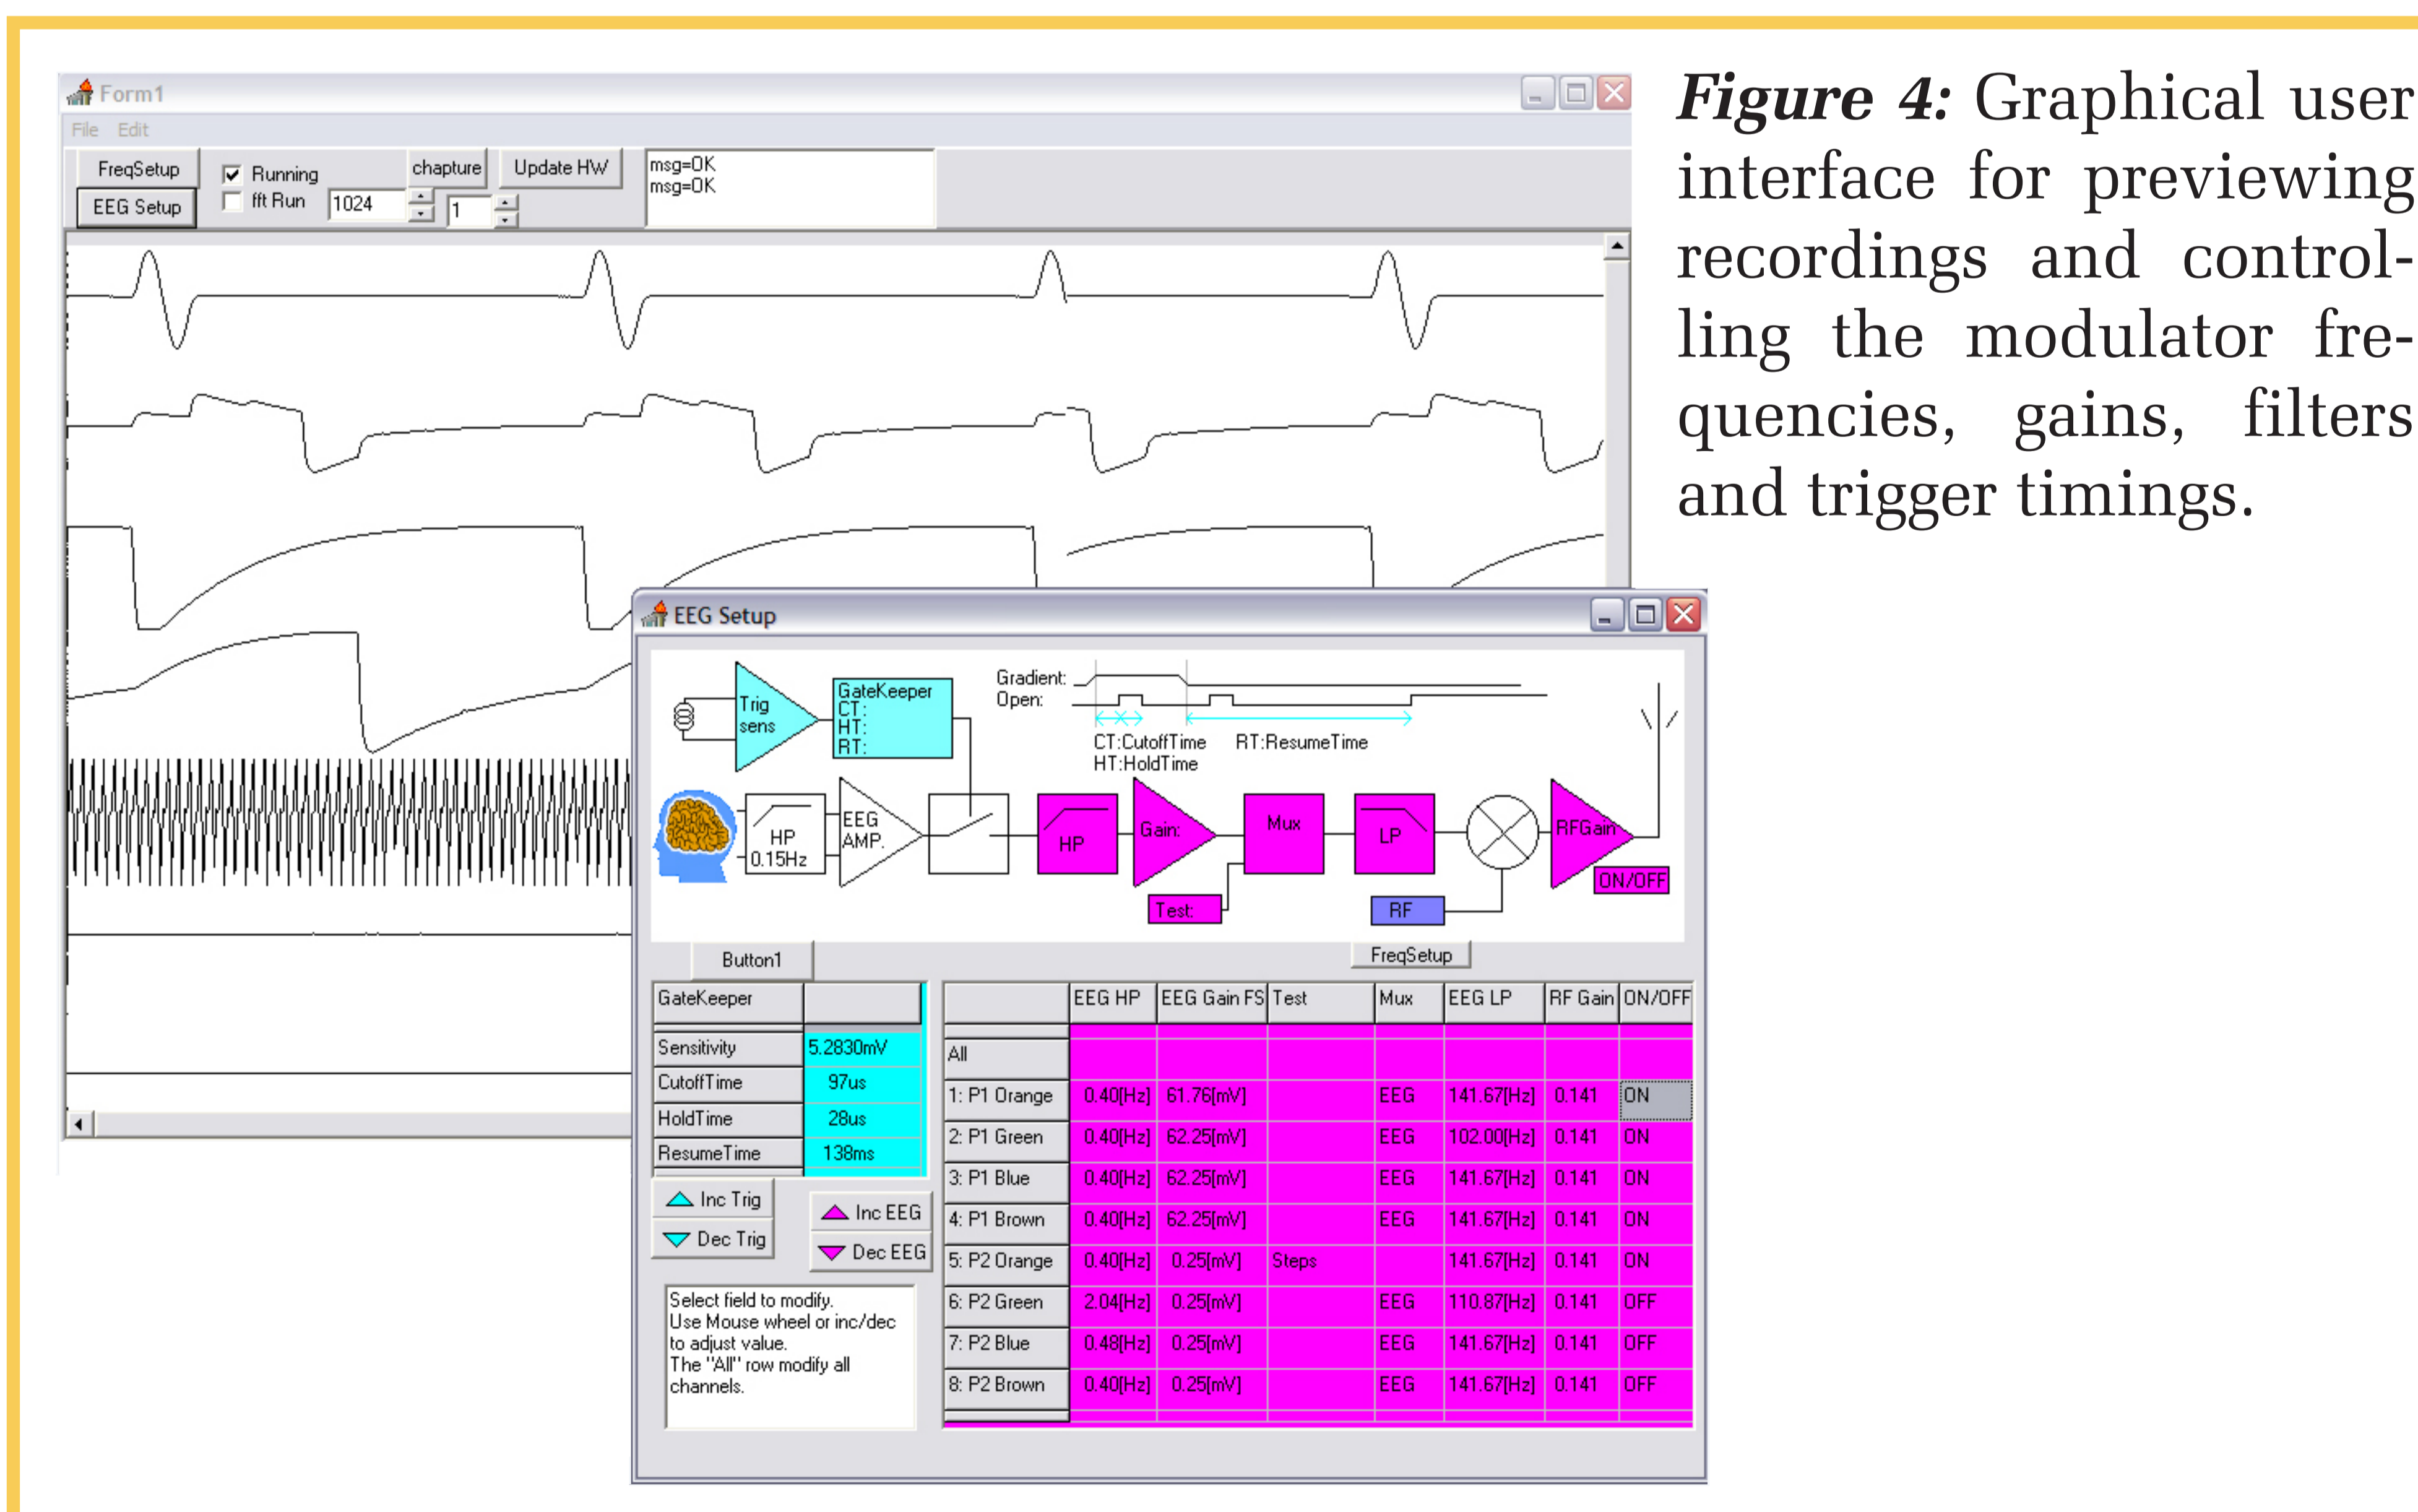 Form1
File Edit
FreqSetup
EEG Setup
Running
fft Run
1024
chapture
1
Update HW
msg=OK
msg=OK
Figure 4: Graphical user
interface for previewing
recordings and control-
ling the modulator fre-
quencies, gains, filters
and trigger timings.
EEG Setup
Trig
sens
GateKeeper
CT:
HT:
RT:
Gradient:
Open:
CT:CutoffTime RT:ResumeTime
HT:HoldTime
HP
0.15Hz
EEG
AMP.
HP
Gain:
Mux
LP
RFGain
ON/OFF
Test:
RF
Button1
FreqSetup
GateKeeper
Sensitivity 5.2830mV
CutoffTime 97us
HoldTime 28us
ResumeTime 138ms
Inc Trig
Dec Trig
Inc EEG
Dec EEG
Select field to modify.
Use Mouse wheel or inc/dec
to adjust value.
The "All" row modify all
channels.
EEG HP EEG Gain FS Test Mux EEG LP RF Gain ON/OFF
All
1: P1 Orange 0.40[Hz] 61.76[mV] EEG 141.67[Hz] 0.141 ON
2: P1 Green 0.40[Hz] 62.25[mV] EEG 102.00[Hz] 0.141 ON
3: P1 Blue 0.40[Hz] 62.25[mV] EEG 141.67[Hz] 0.141 ON
4: P1 Brown 0.40[Hz] 62.25[mV] EEG 141.67[Hz] 0.141 ON
5: P2 Orange 0.40[Hz] 0.25[mV] Steps 141.67[Hz] 0.141 ON
6: P2 Green 2.04[Hz] 0.25[mV] EEG 110.87[Hz] 0.141 OFF
7: P2 Blue 0.48[Hz] 0.25[mV] EEG 141.67[Hz] 0.141 OFF
8: P2 Brown 0.40[Hz] 0.25[mV] EEG 141.67[Hz] 0.141 OFF